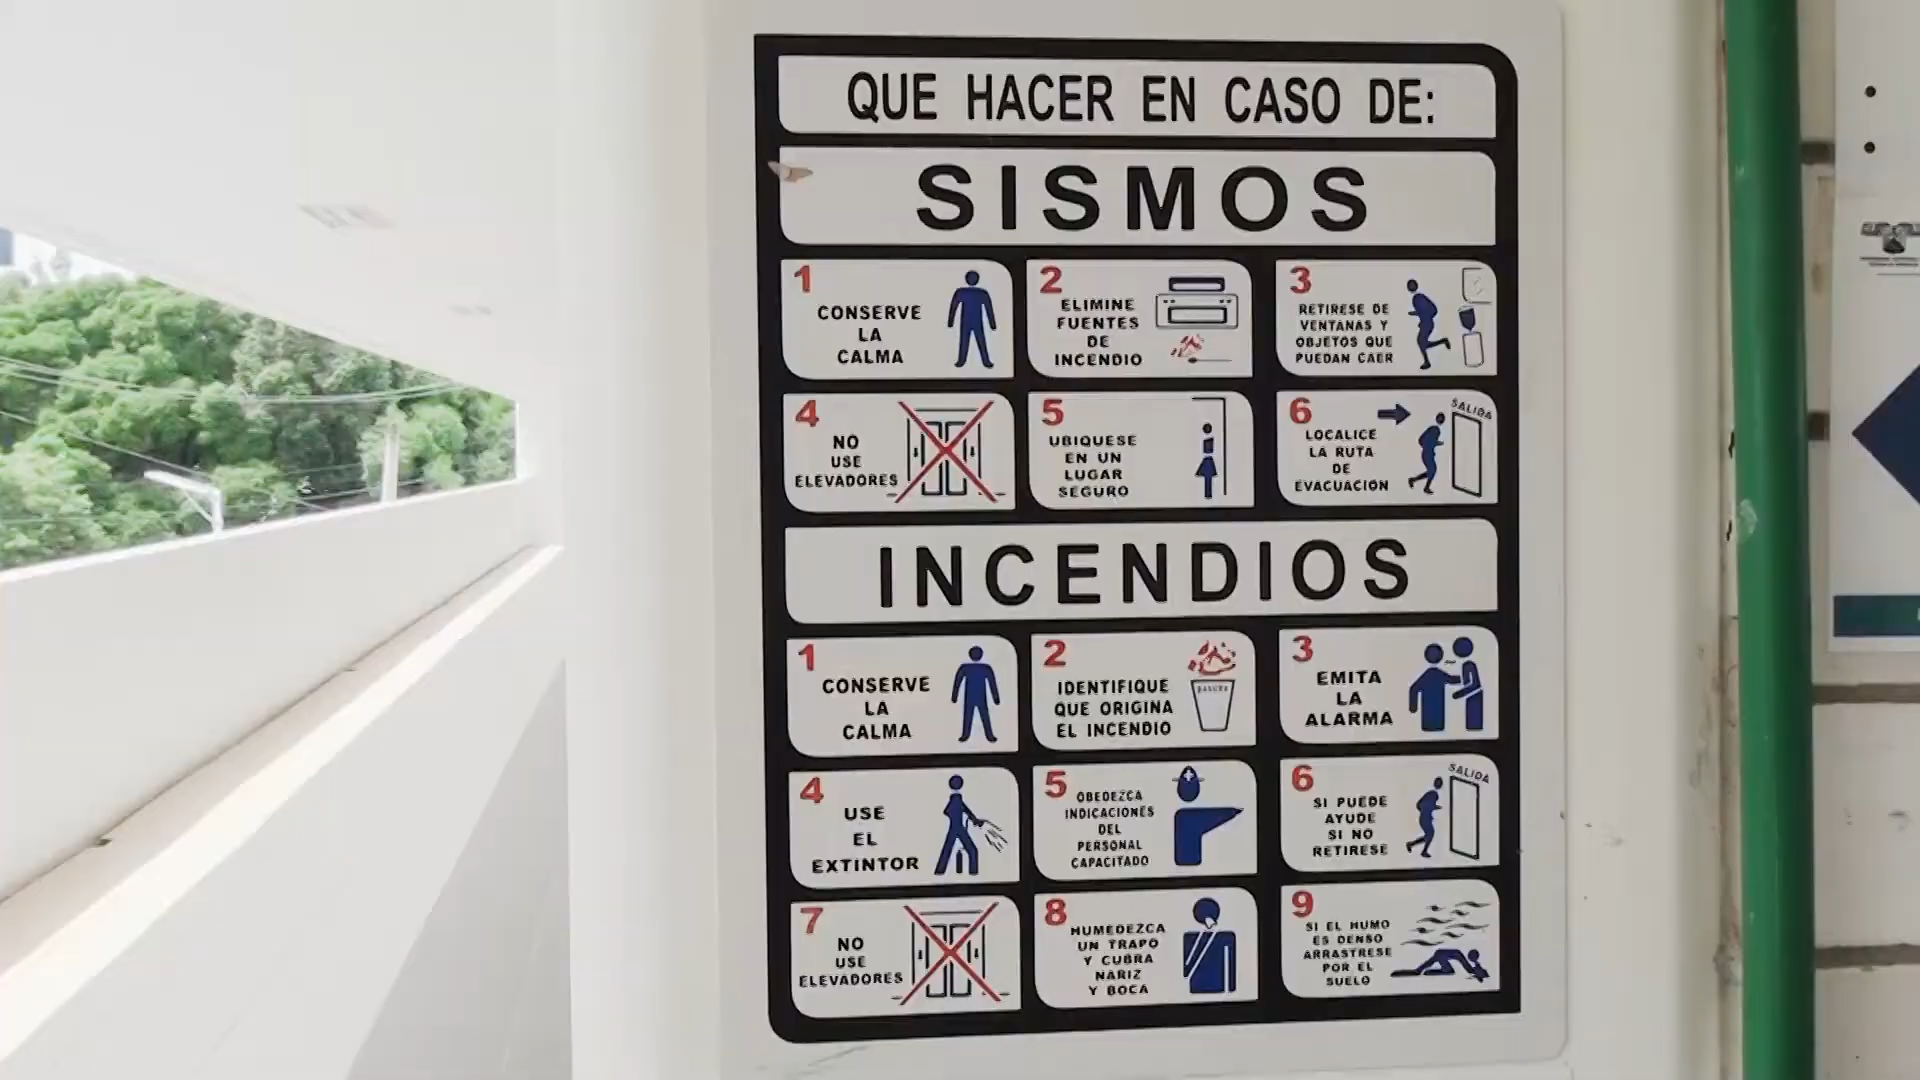 QUE HACER EN CASO DE:
SISMOS
1
CONSERVE
LA
CALMA
2
ELIMINE
FUENTES
DE
INCENDIO
3
RETIRESE DE
VENTANAS Y
OBJETOS QUE
PUEDAN CAER
4
NO
USE
ELEVADORES
5
UBIQUESE
EN UN
LUGAR
SEGURO
6
SALIDA
LOCALICE
LA RUTA
DE
EVACUACION
INCENDIOS
1
CONSERVE
LA
CALMA
2
IDENTIFIQUE
QUE ORIGINA
EL INCENDIO
BASURA
3
EMITA
LA
ALARMA
4
USE
EL
EXTINTOR
5
OBEDEZCA
INDICACIONES
DEL
PERSONAL
CAPACITADO
6
SALIDA
SI PUEDE
AYUDE
SI NO
RETIRESE
7
NO
USE
ELEVADORES
8
HUMEDEZCA
UN TRAPO
Y CUBRA
NARIZ
Y BOCA
9
SI EL HUMO
ES DENSO
ARRASTRESE
POR EL
SUELO